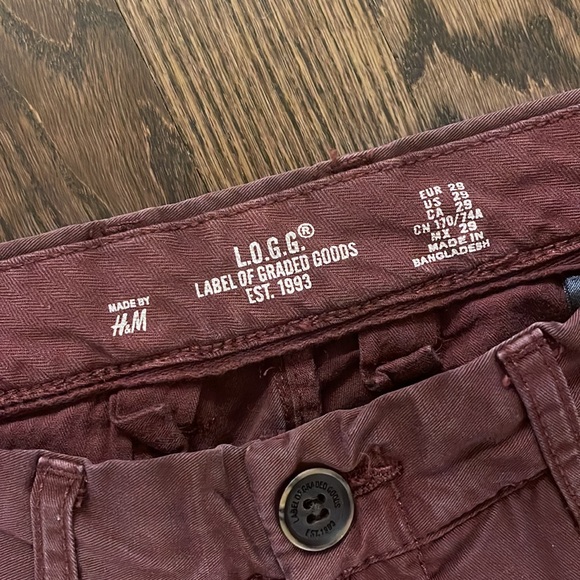 MADE BY
H&M
L.O.G.G.®
LABEL OF GRADED GOODS
EST. 1993
EUR 29
US 29
CA 29
CN 170/74A
MX 29
MADE IN
BANGLADESH
LABEL OF GRADED GOODS
EST.1993